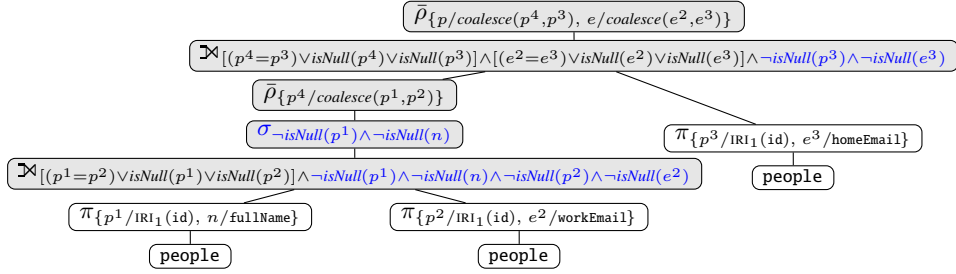 ρ̄{p/coalesce(p⁴,p³), e/coalesce(e²,e³)}
⟕[(p⁴=p³)∨isNull(p⁴)∨isNull(p³)]∧[(e²=e³)∨isNull(e²)∨isNull(e³)]∧¬isNull(p³)∧¬isNull(e³)
ρ̄{p⁴/coalesce(p¹,p²)}
σ¬isNull(p¹)∧¬isNull(n)
π{p³/IRI₁(id), e³/homeEmail}
⟕[(p¹=p²)∨isNull(p¹)∨isNull(p²)]∧¬isNull(p¹)∧¬isNull(n)∧¬isNull(p²)∧¬isNull(e²)
people
π{p¹/IRI₁(id), n/fullName}
π{p²/IRI₁(id), e²/workEmail}
people
people